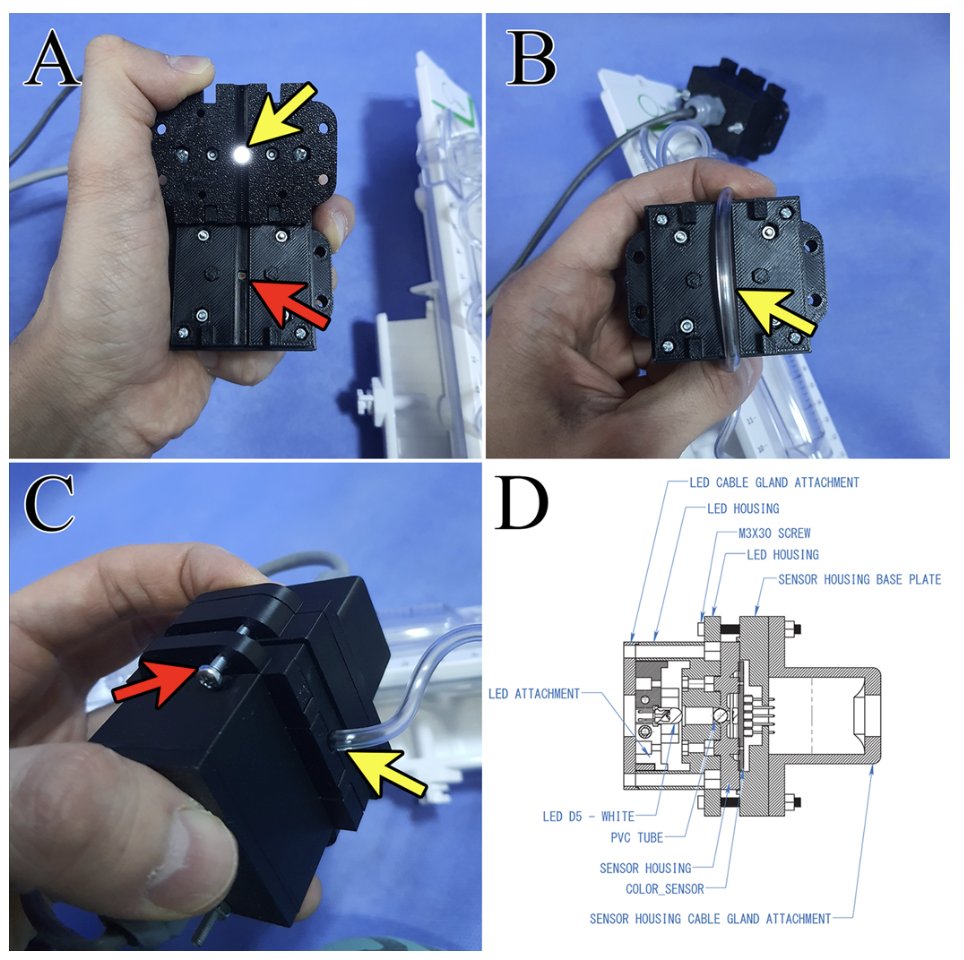 A
B
C
D
LED CABLE GLAND ATTACHMENT
LED HOUSING
M3X30 SCREW
LED HOUSING
SENSOR HOUSING BASE PLATE
LED ATTACHMENT
LED D5 - WHITE
PVC TUBE
SENSOR HOUSING
COLOR_SENSOR
SENSOR HOUSING CABLE GLAND ATTACHMENT